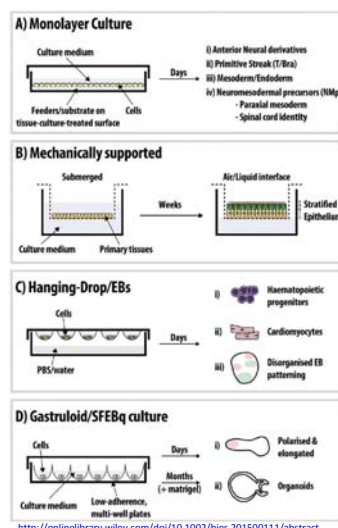 A) Monolayer Culture
Culture medium
Feeders/substrate on
tissue-culture-treated surface
Cells
Days
i) Anterior Neural derivatives
ii) Primitive Streak (T/Bra)
iii) Mesoderm/Endoderm
iv) Neuromesodermal precursors (NMp
- Paraxial mesoderm
- Spinal cord identity
B) Mechanically supported
Submerged
Culture medium
Primary tissues
Weeks
Air/Liquid interface
Stratified
Epithelium
C) Hanging-Drop/EBs
Cells
PBS/water
Days
i) Haematopoietic
progenitors
ii) Cardiomyocytes
iii) Disorganised EB
patterning
D) Gastruloid/SFEBq culture
Cells
Culture medium
Low-adherence,
multi-well plates
Days
Months
(+ matrigel)
i) Polarised &
elongated
ii) Organoids
http://onlinelibrary.wiley.com/doi/10.1002/bies.201500111/abstract